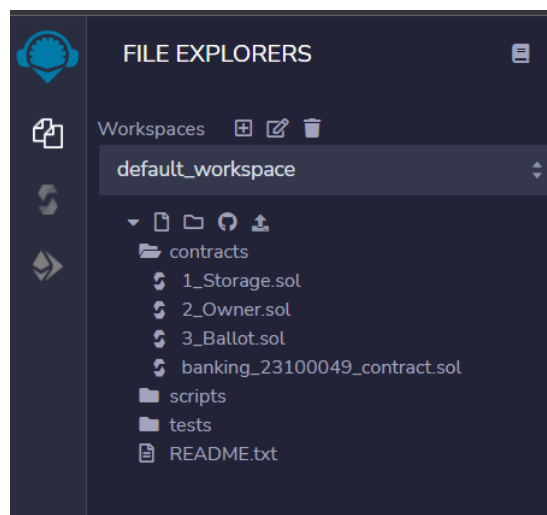 FILE EXPLORERS
Workspaces
default_workspace
contracts
1_Storage.sol
2_Owner.sol
3_Ballot.sol
banking_23100049_contract.sol
scripts
tests
README.txt